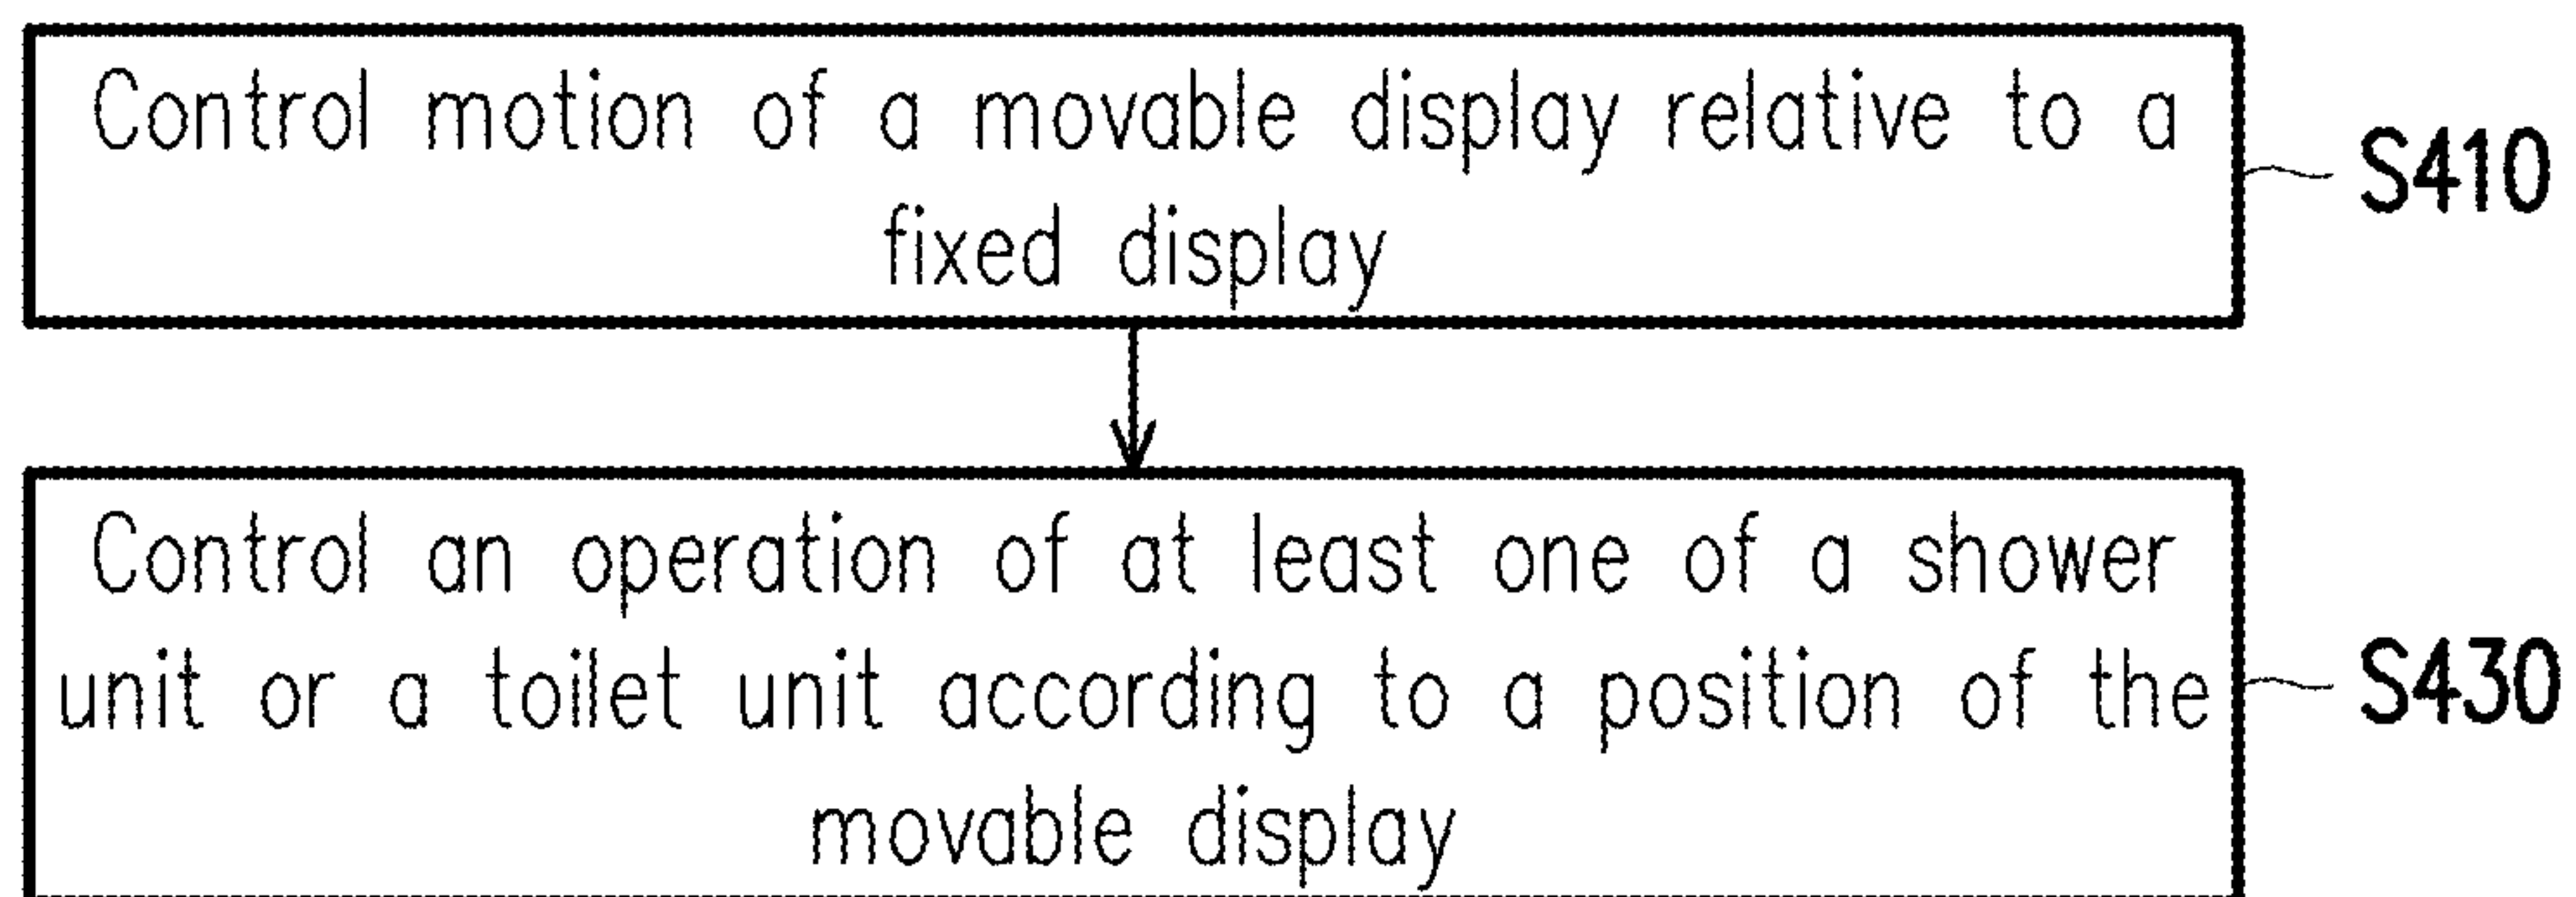 Control motion of a movable display relative to a
fixed display
S410
Control an operation of at least one of a shower
unit or a toilet unit according to a position of the
movable display
S430